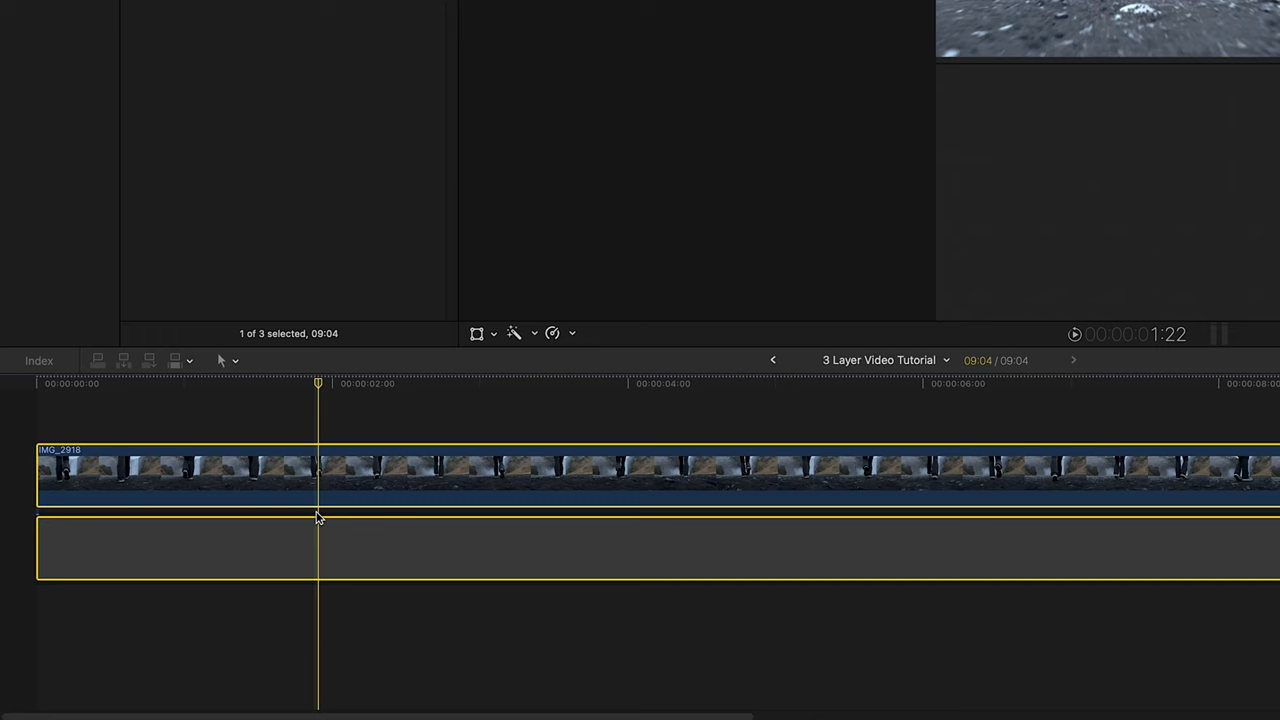 1 of 3 selected, 09:04
00:00:00:01:22
Index
3 Layer Video Tutorial
09:04 / 09:04
00:00:00:00
00:00:02:00
00:00:04:00
00:00:06:00
00:00:08:00
IMG_2918